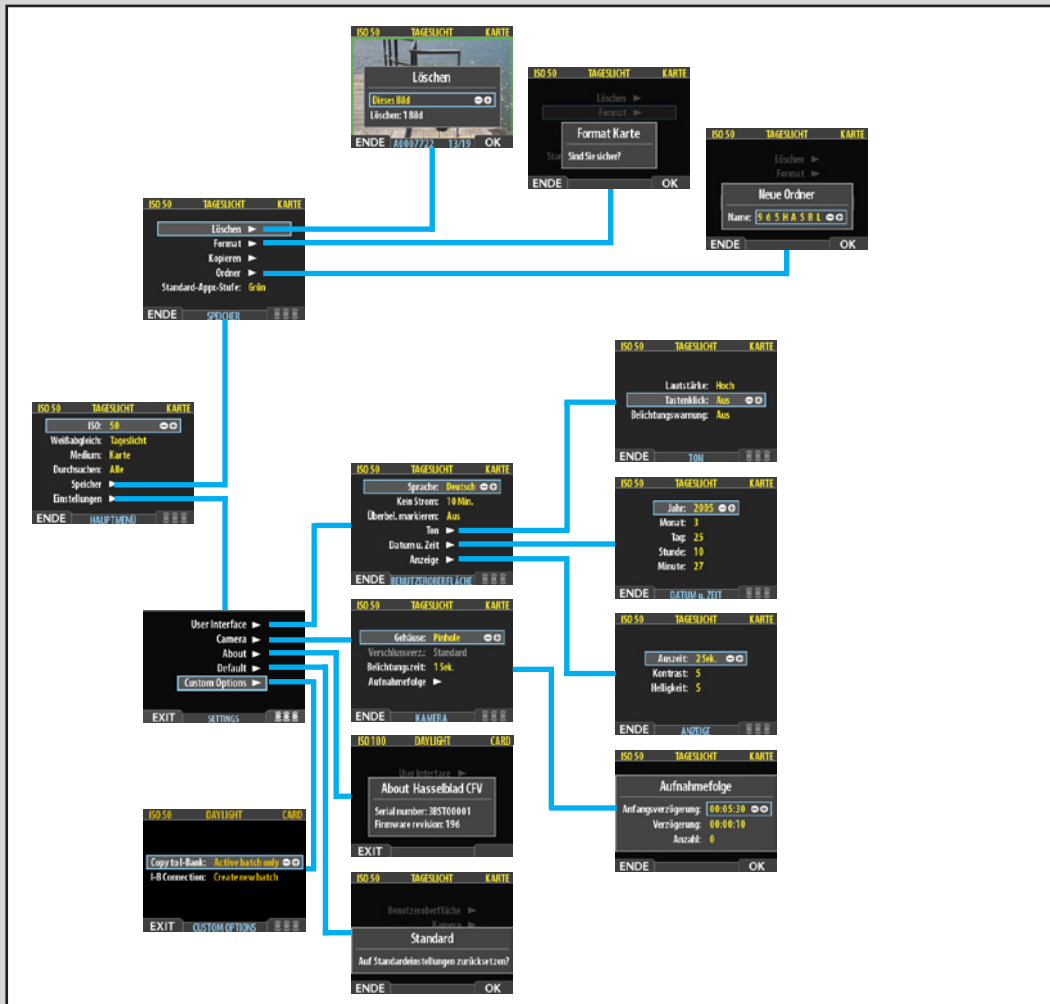 ISO 50 TAGESLICHT KARTE
Löschen
Dieses Bild
Löschen: 1 Bild
ENDE A0007722 13/19 OK
ISO 50 TAGESLICHT KARTE
Löschen
Format
Format Karte
Sind Sie sicher?
ENDE OK
ISO 50 TAGESLICHT KARTE
Löschen
Format
Neue Ordner
Name: 965HASBL
ENDE OK
ISO 50 TAGESLICHT KARTE
Löschen
Format
Kopieren
Ordner
Standard-Appr.-Stufe: Grün
ENDE SPEICHER
ISO 50 TAGESLICHT KARTE
ISO: 50
Weißabgleich: Tageslicht
Medium: Karte
Durchsuchen: Alle
Speicher
Einstellungen
ENDE HAUPTMENÜ
ISO 50 TAGESLICHT KARTE
Sprache: Deutsch
Kein Strom: 10 Min.
Überbel. markieren: Aus
Ton
Datum u. Zeit
Anzeige
ENDE BENUTZEROBERFLÄCHE
ISO 50 TAGESLICHT KARTE
Lautstärke: Hoch
Tastenklick: Aus
Belichtungswarnung: Aus
ENDE TON
ISO 50 TAGESLICHT KARTE
Jahr: 2005
Monat: 3
Tag: 25
Stunde: 10
Minute: 27
ENDE DATUM u. ZEIT
ISO 50 TAGESLICHT KARTE
Auszeit: 2 Sek.
Kontrast: 5
Helligkeit: 5
ENDE ANZEIGE
User Interface
Camera
About
Default
Custom Options
EXIT SETTINGS
ISO 50 TAGESLICHT KARTE
Gehäuse: Pinhole
Verschlussverz.: Standard
Belichtungszeit: 1 Sek.
Aufnahmefolge
ENDE KAMERA
ISO 50 TAGESLICHT KARTE
Aufnahmefolge
Anfangsverzögerung: 00:05:30
Verzögerung: 00:00:10
Anzahl: 0
ENDE OK
ISO 100 DAYLIGHT CARD
User Interface
About Hasselblad CFV
Serial number: 3BST00001
Firmware revision: 196
EXIT
ISO 50 DAYLIGHT CARD
Copy to I-Bank: Active batch only
I-B Connection: Create new batch
EXIT CUSTOM OPTIONS
ISO 50 TAGESLICHT KARTE
Benutzeroberfläche
Kamera
Standard
Auf Standardeinstellungen zurücksetzen?
ENDE OK